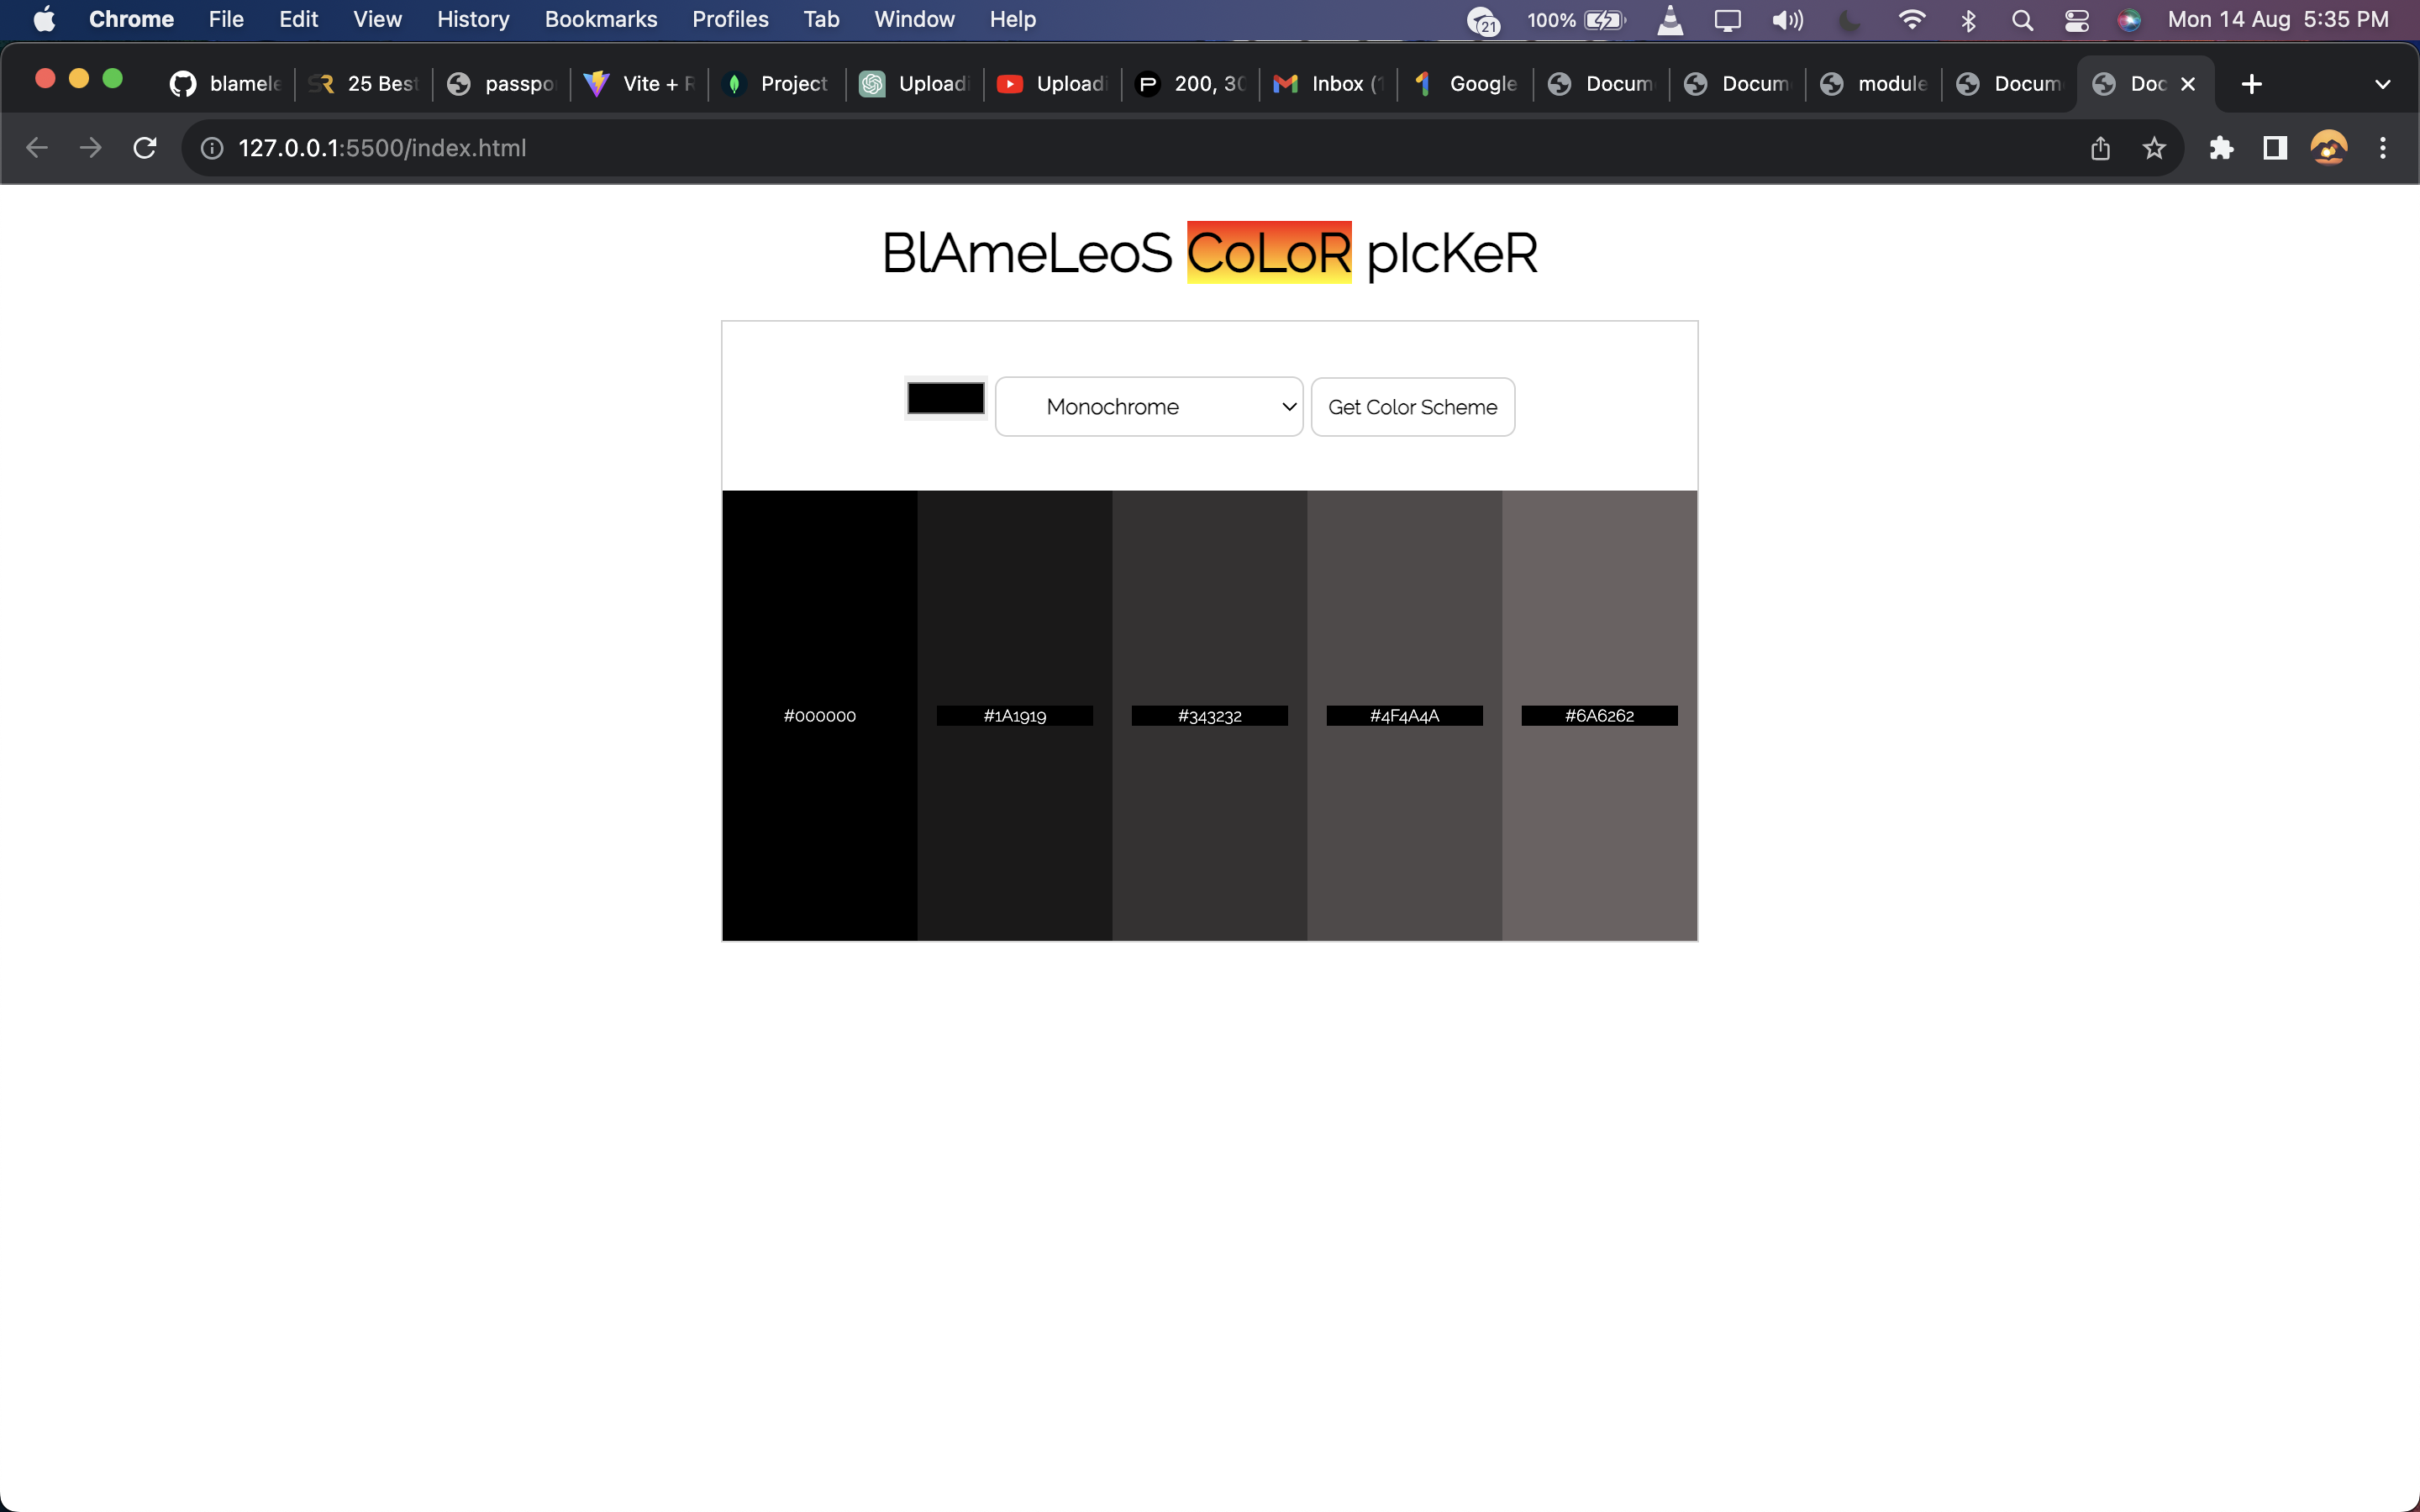 Chrome File Edit View History Bookmarks Profiles Tab Window Help 21 100% Mon 14 Aug 5:35 PM
blamele 25 Best passpo Vite + R Project Uploadi Uploadi 200, 30 Inbox (1 Google Docum Docum module Docum Doc
127.0.0.1:5500/index.html
BlAmeLeoS CoLoR pIcKeR
Monochrome Get Color Scheme
#000000 #1A1919 #343232 #4F4A4A #6A6262